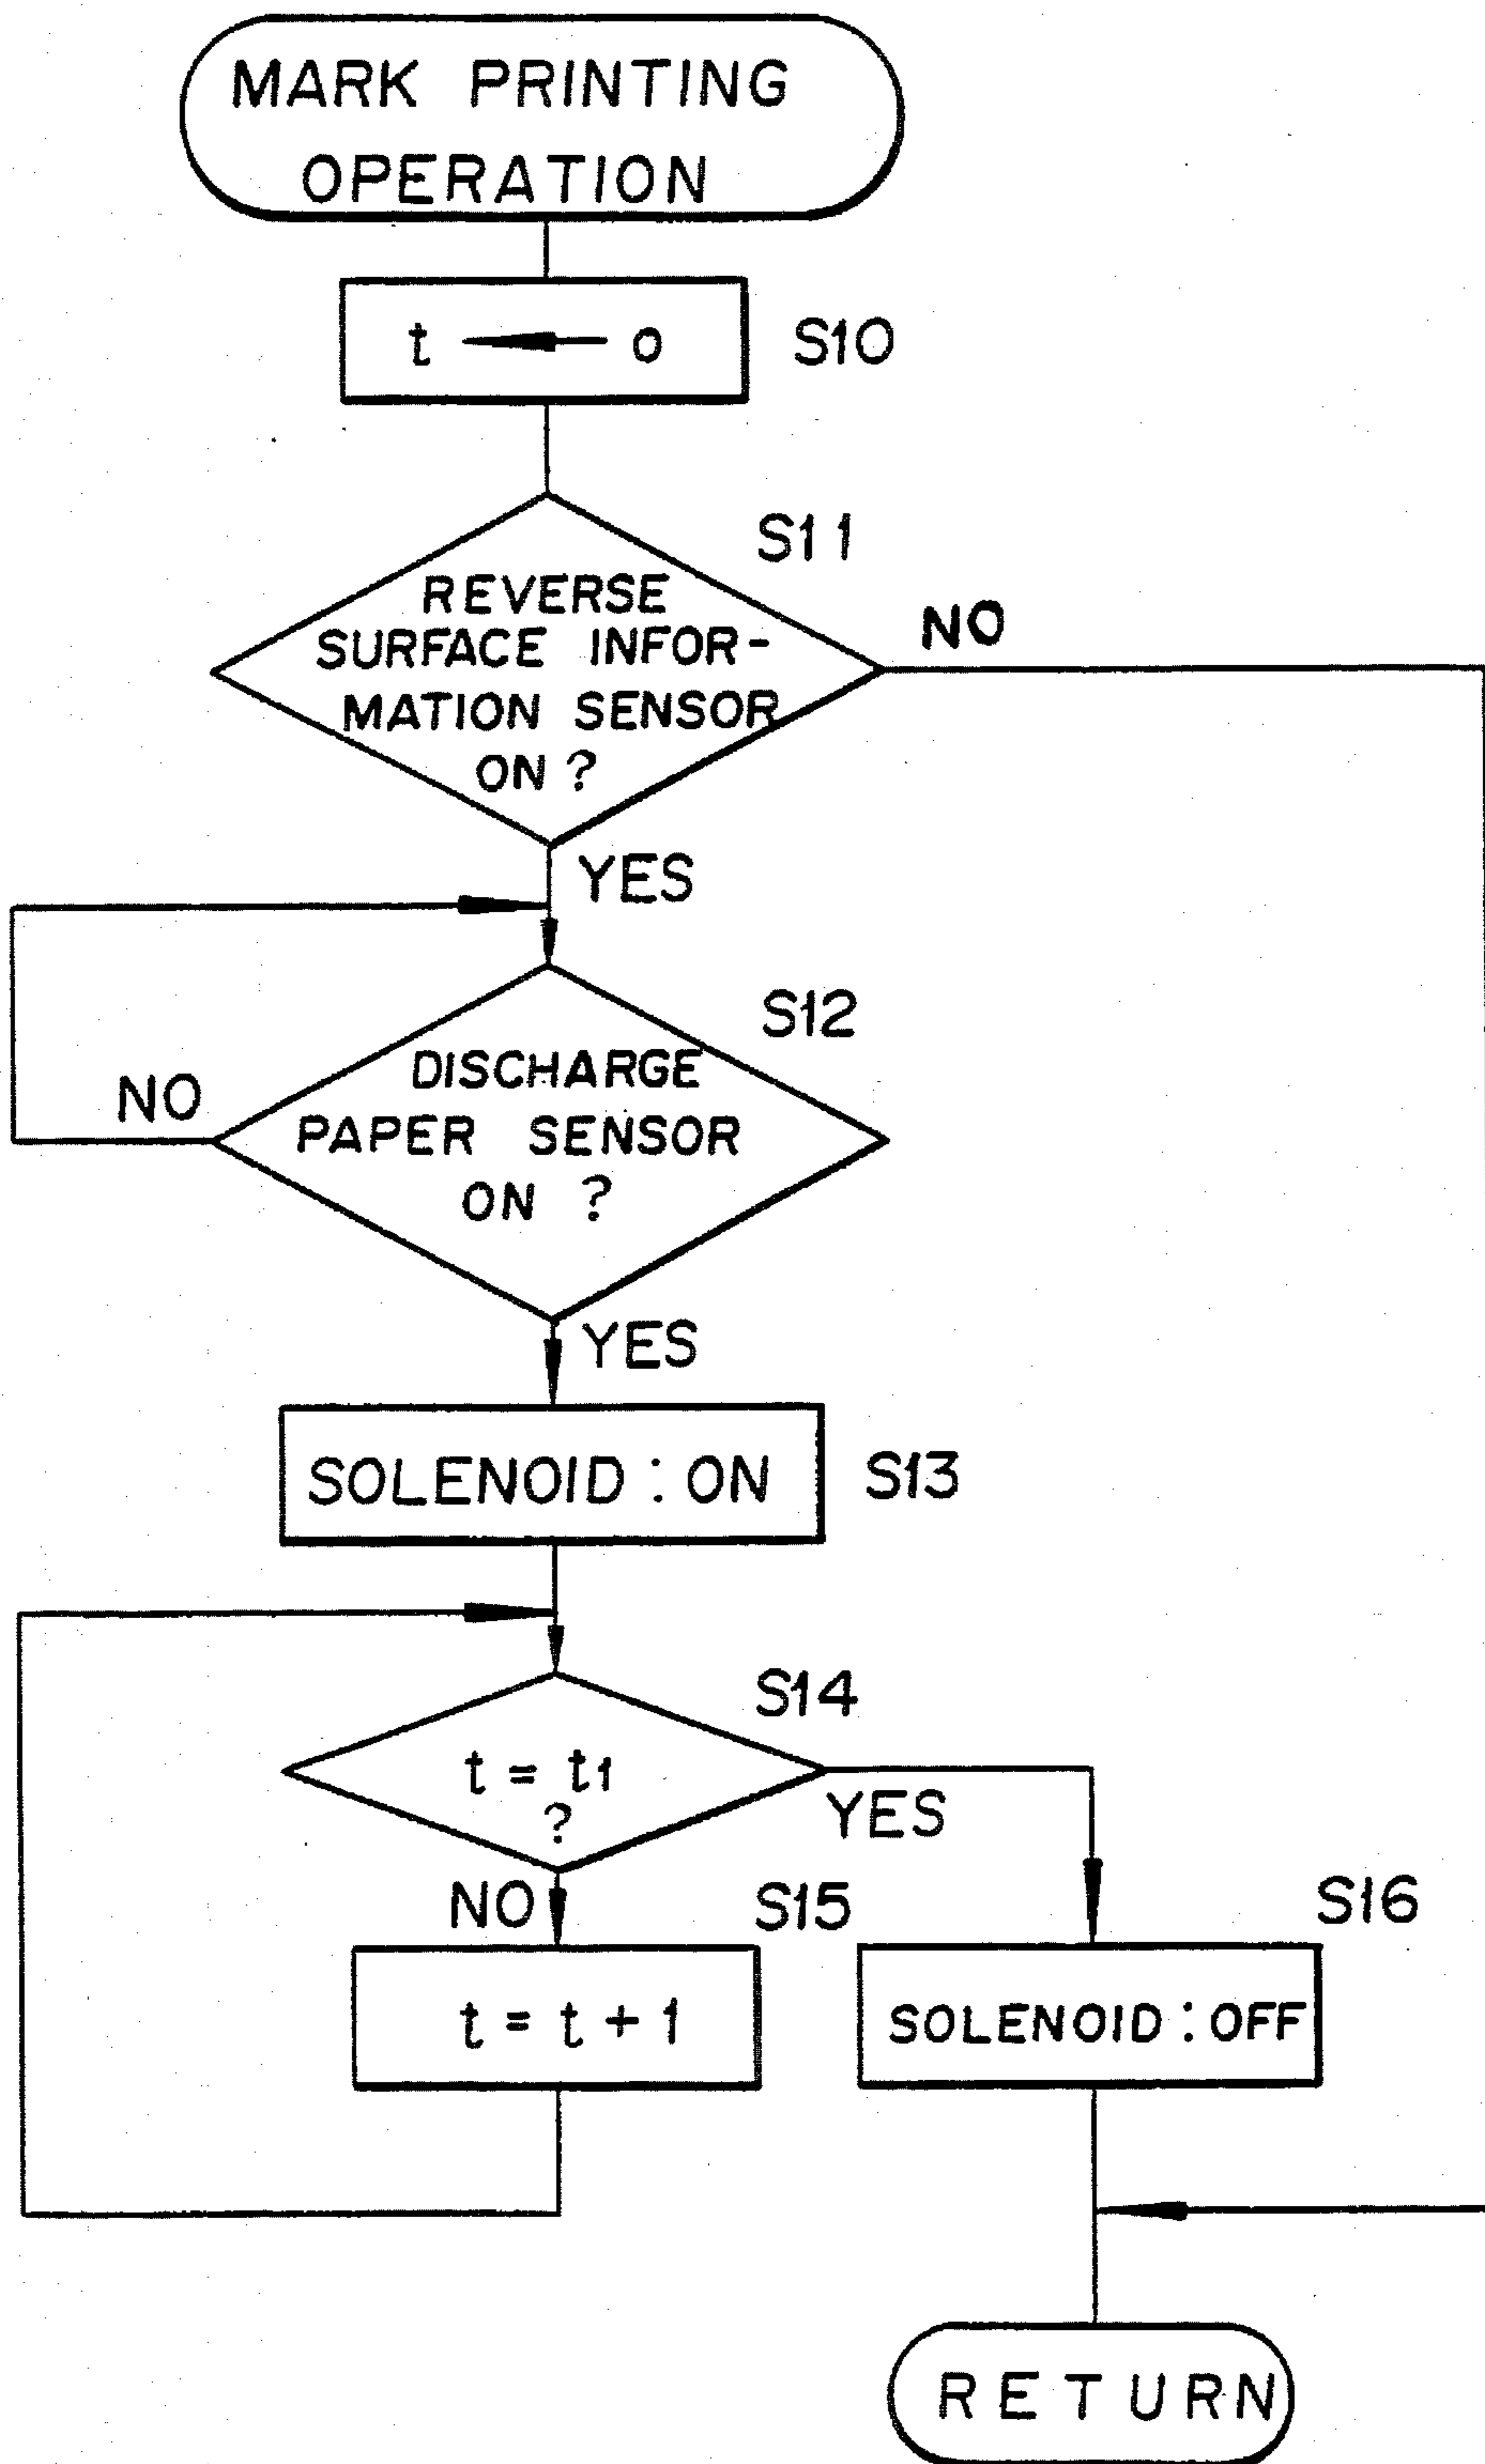 MARK PRINTING
OPERATION
t ← o
S10
S11
REVERSE
SURFACE INFOR-
MATION SENSOR
ON ?
NO
YES
S12
DISCHARGE
PAPER SENSOR
ON ?
NO
YES
SOLENOID : ON
S13
S14
t = t1
?
YES
NO
S15
t = t + 1
S16
SOLENOID : OFF
RETURN